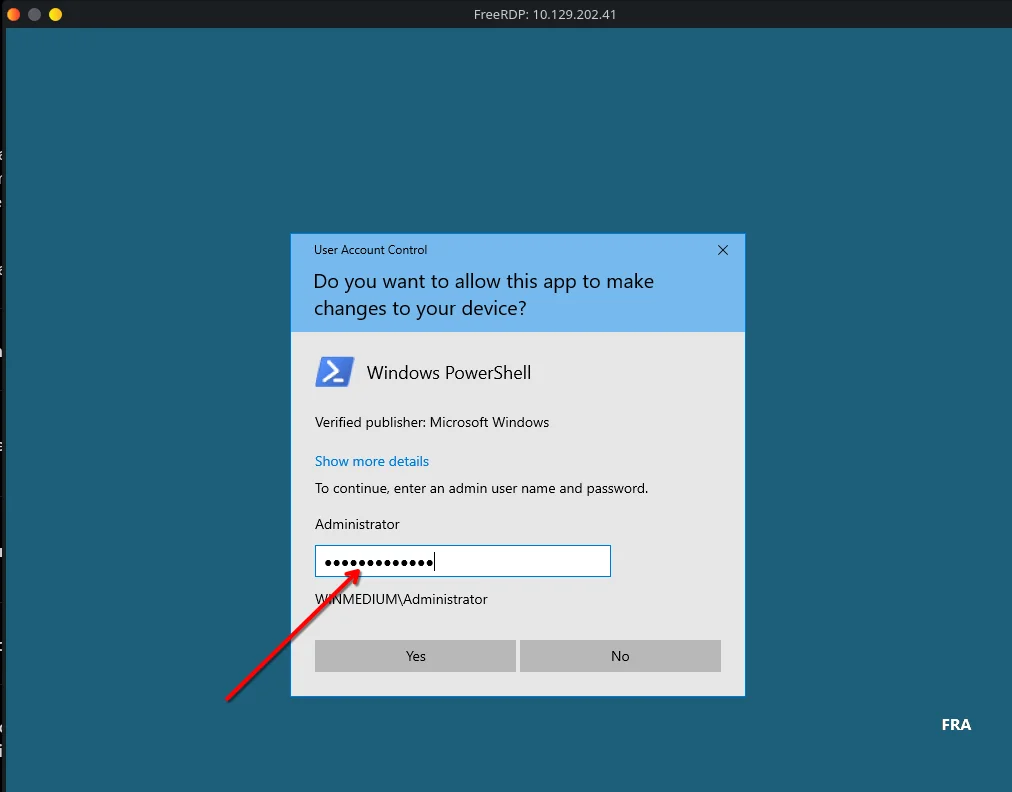 FreeRDP: 10.129.202.41
User Account Control
Do you want to allow this app to make
changes to your device?
Windows PowerShell
Verified publisher: Microsoft Windows
Show more details
To continue, enter an admin user name and password.
Administrator
●●●●●●●●●●●●●
WINMEDIUM\Administrator
Yes
No
FRA